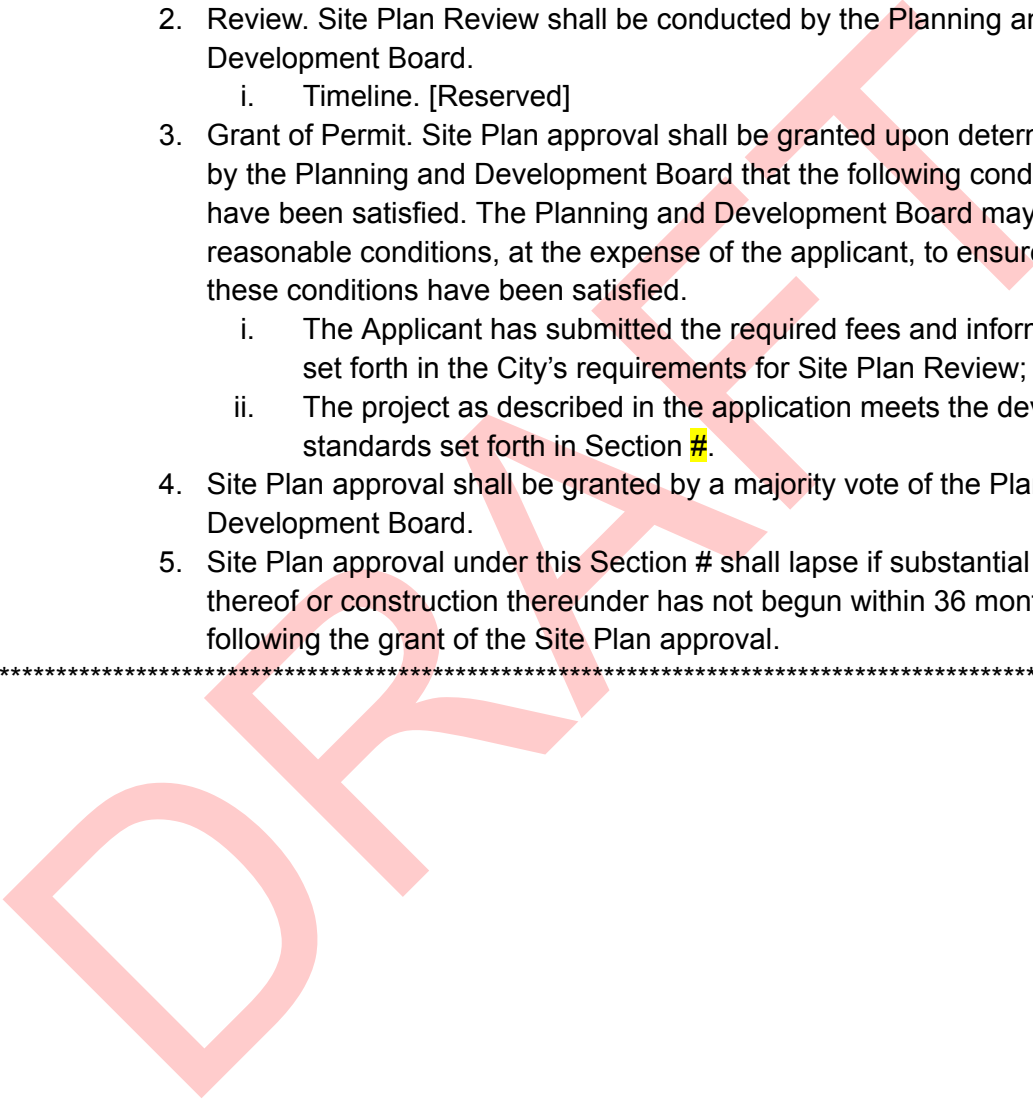 2. Review. Site Plan Review shall be conducted by the Planning
Development Board.
i. Timeline. [Reserved]
3. Grant of Permit. Site Plan approval shall be granted upon
by the Planning and Development Board that the following
have been satisfied. The Planning and Development Board may
reasonable conditions, at the expense of the applicant, to ensure
these conditions have been satisfied.
i. The Applicant has submitted the required fees and
set forth in the City’s requirements for Site Plan Review;
ii. The project as described in the application meets the
standards set forth in Section #.
4. Site Plan approval shall be granted by a majority vote of the
Development Board.
5. Site Plan approval under this Section # shall lapse if substantial
thereof or construction thereunder has not begun within 36
following the grant of the Site Plan approval.
DRAFT